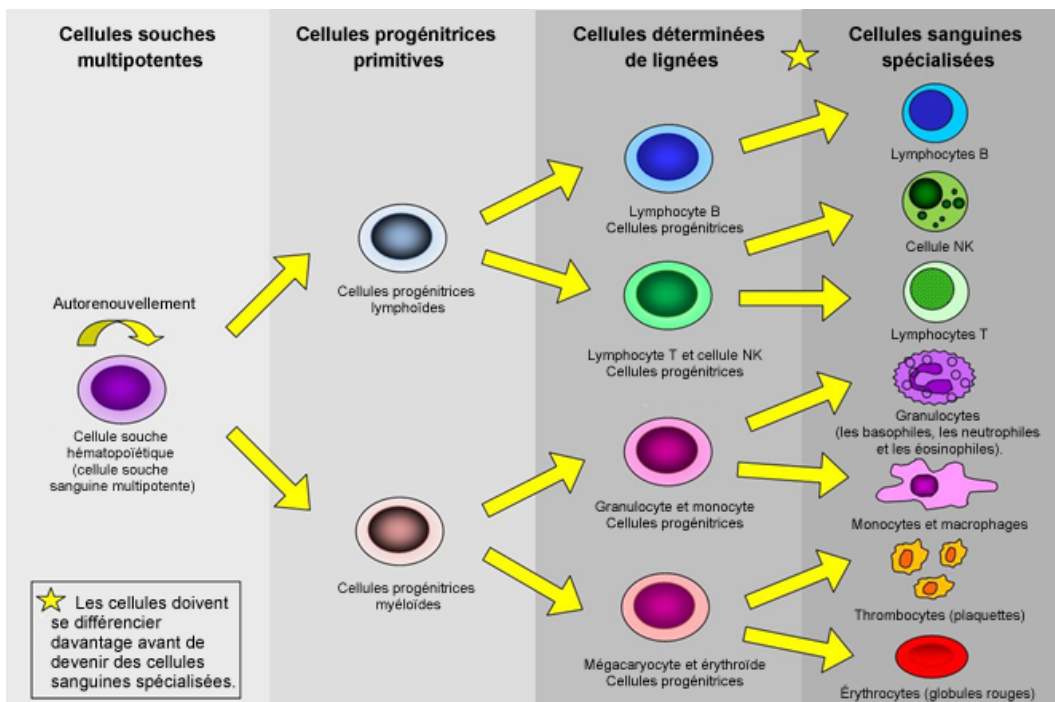 Cellules souches
multipotentes
Cellules progénitrices
primitives
Cellules déterminées
de lignées
Cellules sanguines
spécialisées
Autorenouvellement
Cellule souche
hématopoïétique
(cellule souche
sanguine multipotente)
Cellules progénitrices
lymphoïdes
Cellules progénitrices
myéloïdes
Lymphocyte B
Cellules progénitrices
Lymphocyte T et cellule NK
Cellules progénitrices
Granulocyte et monocyte
Cellules progénitrices
Mégacaryocyte et érythroïde
Cellules progénitrices
Lymphocytes B
Cellule NK
Lymphocytes T
Granulocytes
(les basophiles, les neutrophiles
et les éosinophiles).
Monocytes et macrophages
Thrombocytes (plaquettes)
Érythrocytes (globules rouges)
Les cellules doivent
se différencier
davantage avant de
devenir des cellules
sanguines spécialisées.